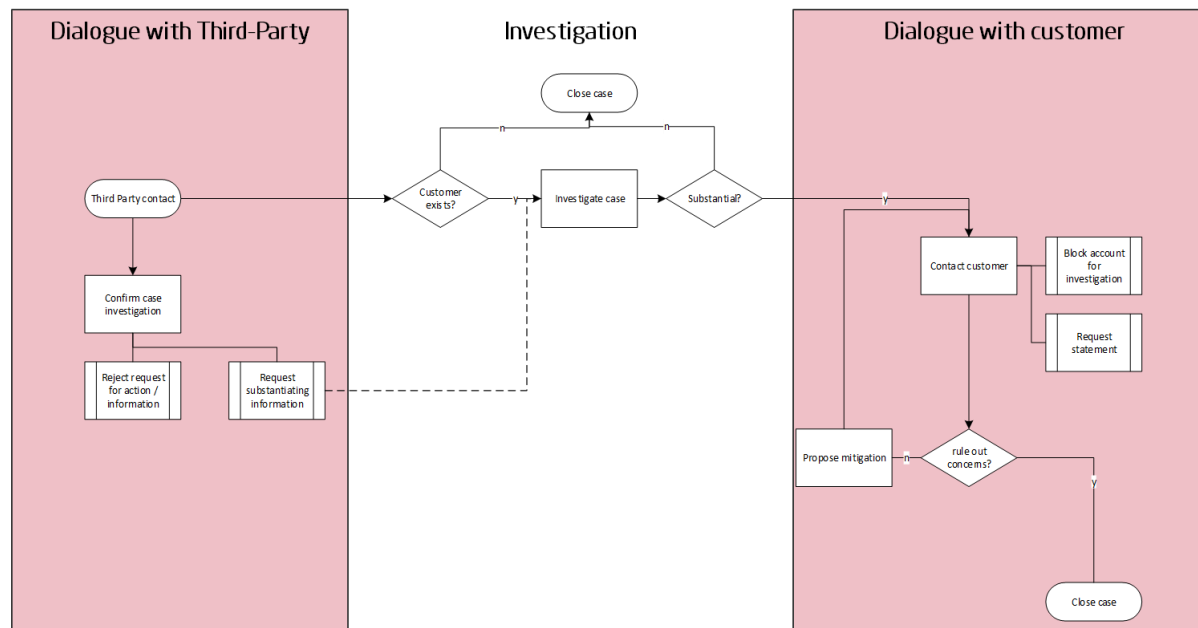 Dialogue with Third-Party
Investigation
Dialogue with customer
Close case
n
n
Third Party contact
Customer
exists?
y
Investigate case
Substantial?
y
Contact customer
Block account
for
investigation
Confirm case
investigation
Request
statement
Reject request
for action /
information
Request
substantiating
information
Propose mitigation
n
rule out
concerns?
y
Close case